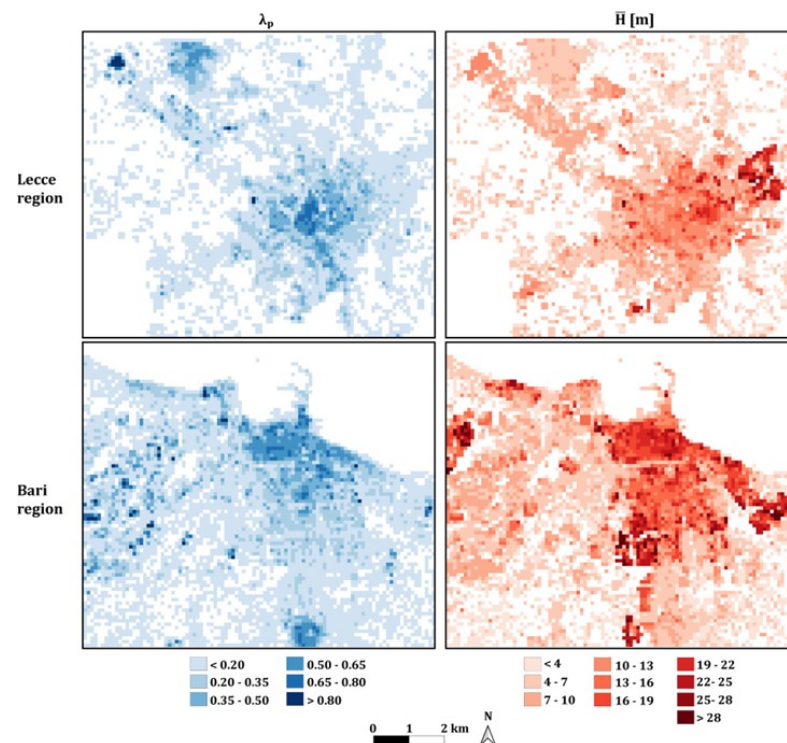 λp
H̅ [m]
Lecce
region
Bari
region
< 0.20
0.20 - 0.35
0.35 - 0.50
0.50 - 0.65
0.65 - 0.80
> 0.80
< 4
4 - 7
7 - 10
10 - 13
13 - 16
16 - 19
19 - 22
22 - 25
25- 28
> 28
0 1 2 km
N